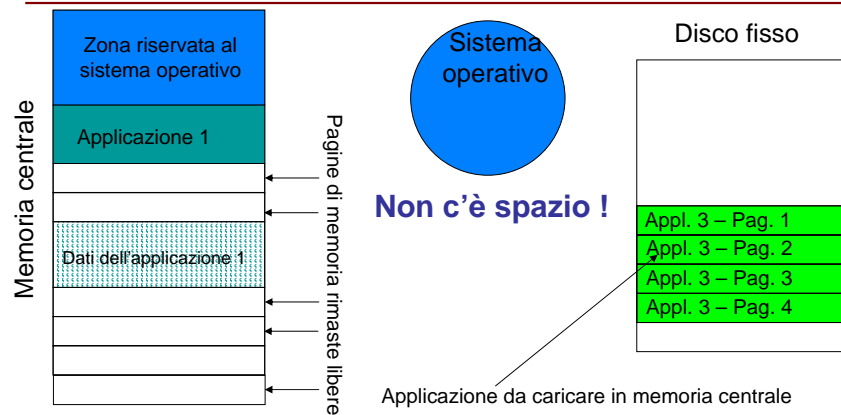 Zona riservata al
sistema operativo
Applicazione 1
Dati dell'applicazione 1
Memoria centrale
Pagine di memoria rimaste libere
Sistema
operativo
Non c'è spazio !
Disco fisso
Appl. 3 – Pag. 1
Appl. 3 – Pag. 2
Appl. 3 – Pag. 3
Appl. 3 – Pag. 4
Applicazione da caricare in memoria centrale